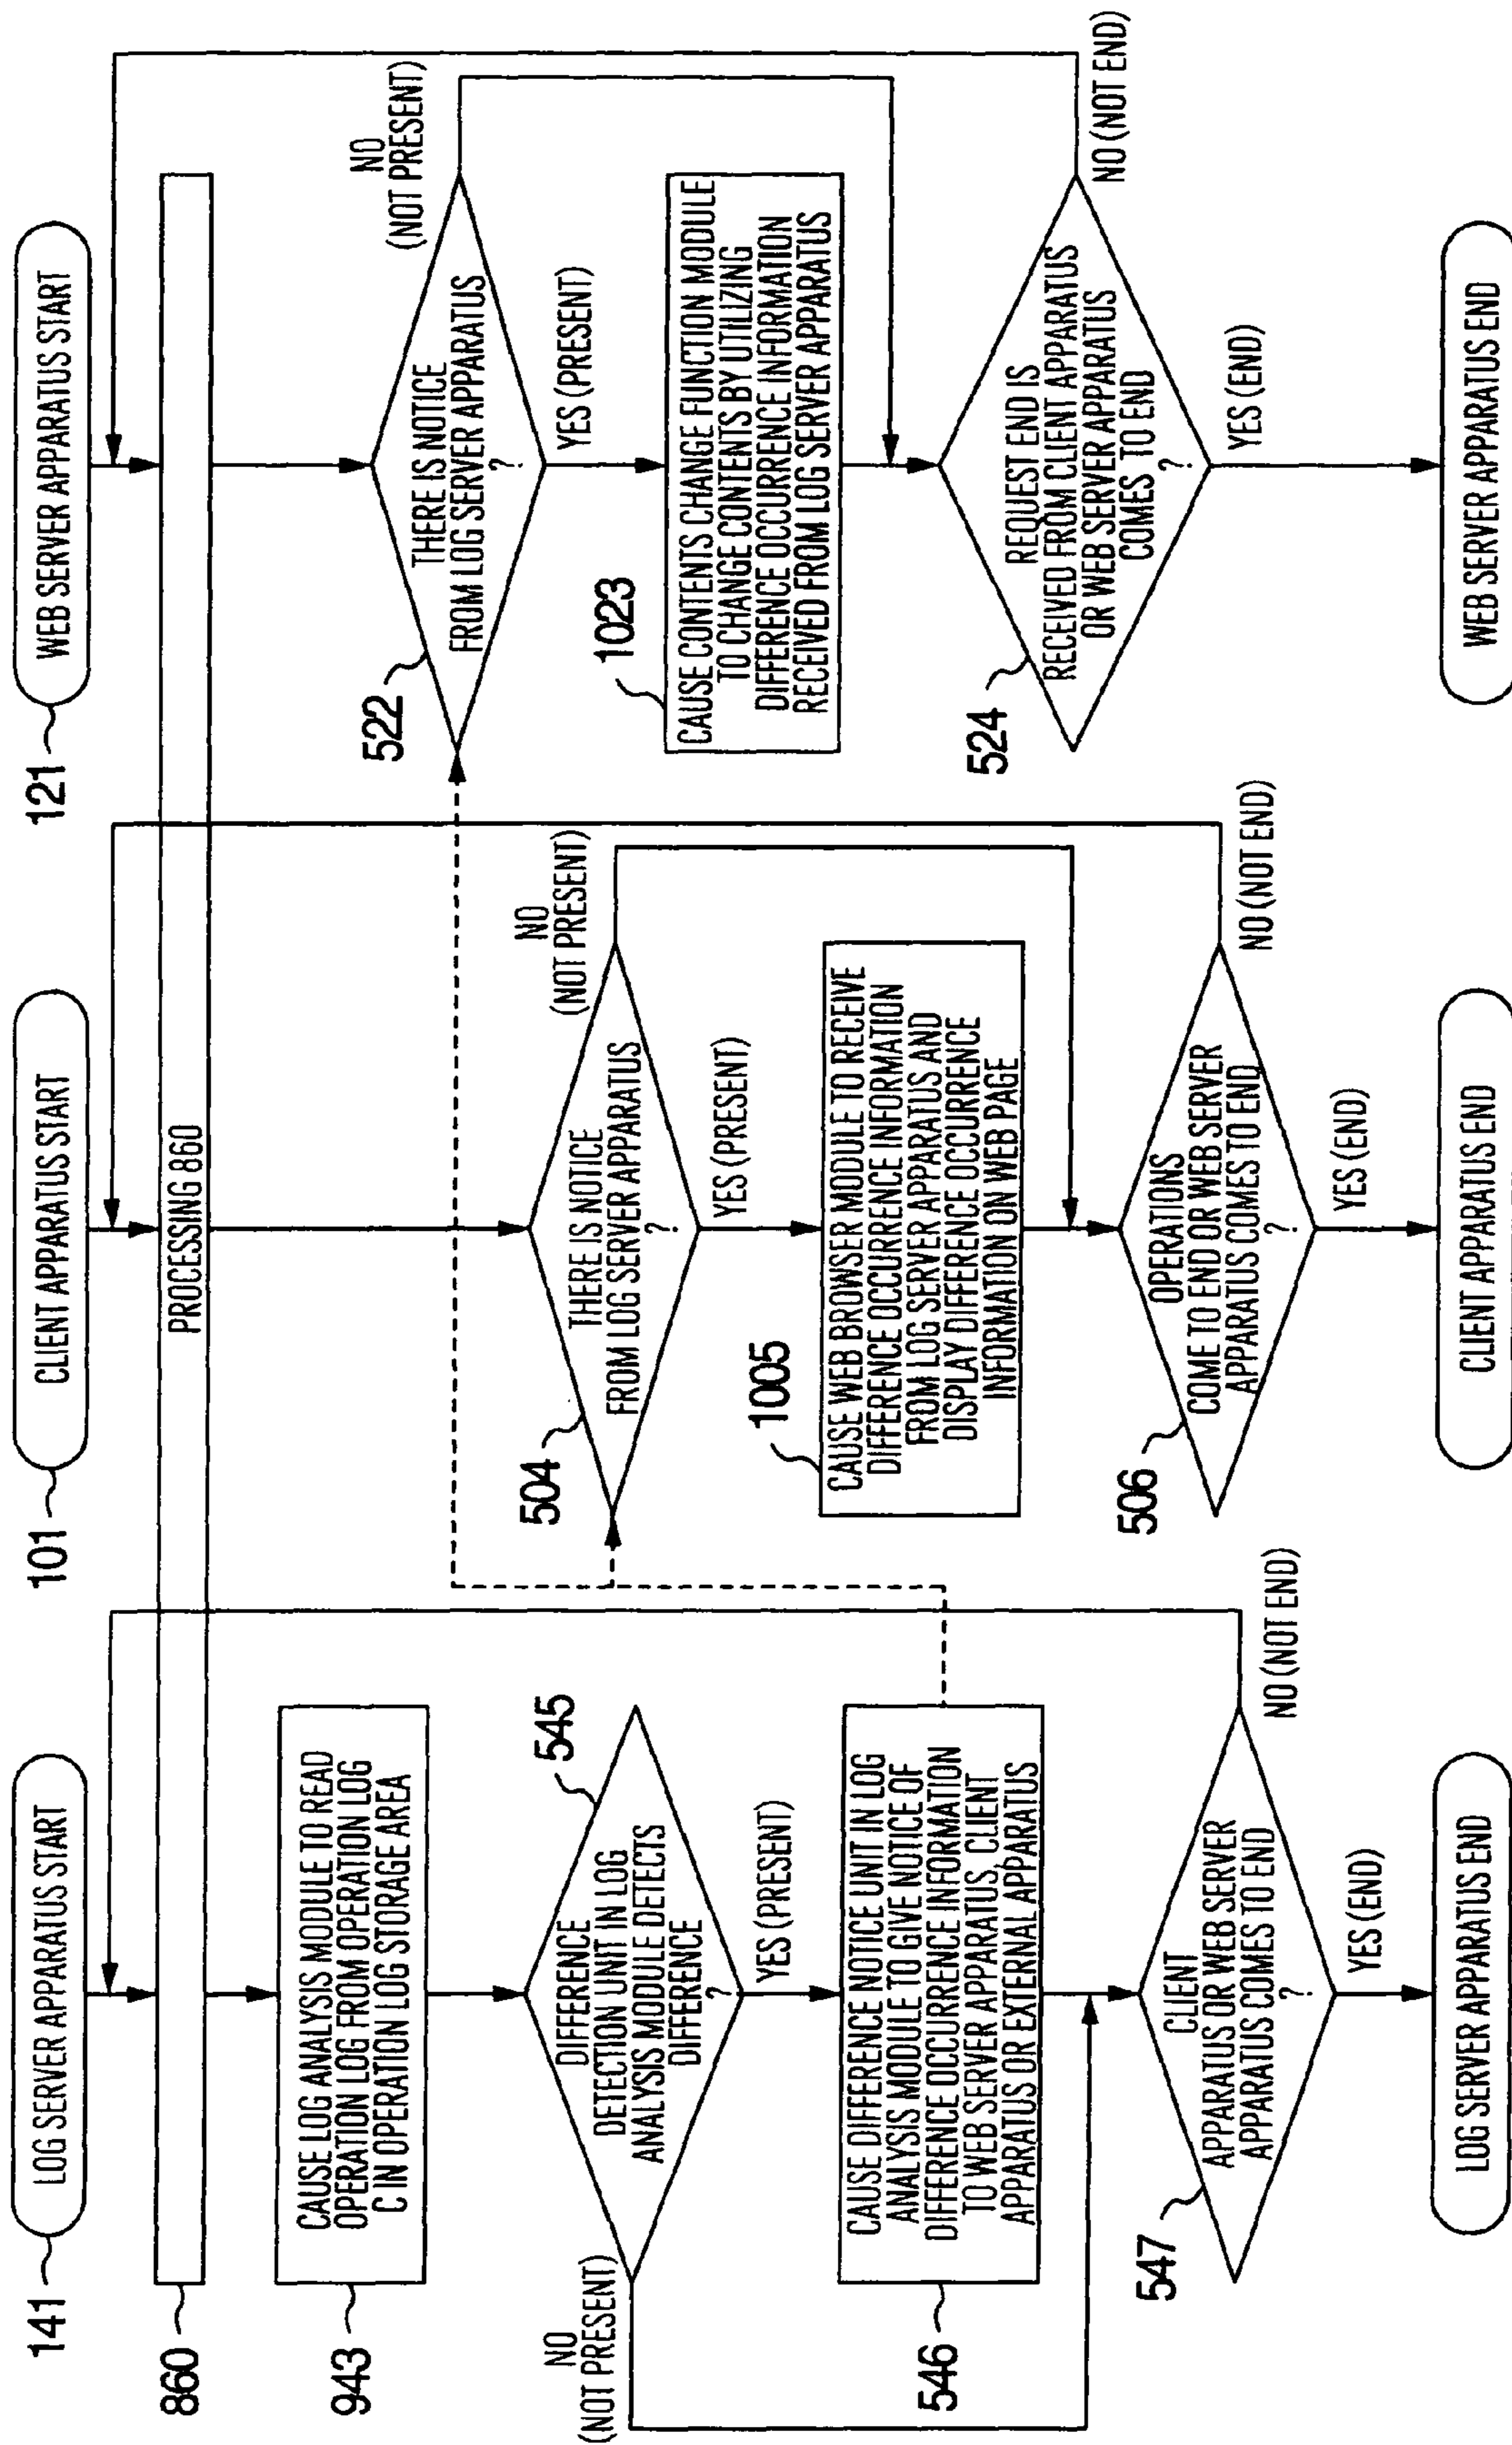 141
LOG SERVER APPARATUS START
860
943
CAUSE LOG ANALYSIS MODULE TO READ
OPERATION LOG FROM OPERATION LOG
C IN OPERATION LOG STORAGE AREA
545
DIFFERENCE
DETECTION UNIT IN LOG
ANALYSIS MODULE DETECTS
DIFFERENCE
?
NO
(NOT PRESENT)
YES (PRESENT)
546
CAUSE DIFFERENCE NOTICE UNIT IN LOG
ANALYSIS MODULE TO GIVE NOTICE OF
DIFFERENCE OCCURRENCE INFORMATION
TO WEB SERVER APPARATUS, CLIENT
APPARATUS OR EXTERNAL APPARATUS
547
CLIENT
APPARATUS OR WEB SERVER
APPARATUS COMES TO END
?
NO (NOT END)
YES (END)
LOG SERVER APPARATUS END
101
CLIENT APPARATUS START
PROCESSING 860
504
THERE IS NOTICE
FROM LOG SERVER APPARATUS
?
NO
(NOT PRESENT)
YES (PRESENT)
1005
CAUSE WEB BROWSER MODULE TO RECEIVE
DIFFERENCE OCCURRENCE INFORMATION
FROM LOG SERVER APPARATUS AND
DISPLAY DIFFERENCE OCCURRENCE
INFORMATION ON WEB PAGE
506
OPERATIONS
COME TO END OR WEB SERVER
APPARATUS COMES TO END
?
NO (NOT END)
YES (END)
CLIENT APPARATUS END
121
WEB SERVER APPARATUS START
522
THERE IS NOTICE
FROM LOG SERVER APPARATUS
?
NO
(NOT PRESENT)
YES (PRESENT)
1023
CAUSE CONTENTS CHANGE FUNCTION MODULE
TO CHANGE CONTENTS BY UTILIZING
DIFFERENCE OCCURRENCE INFORMATION
RECEIVED FROM LOG SERVER APPARATUS
524
REQUEST END IS
RECEIVED FROM CLIENT APPARATUS
OR WEB SERVER APPARATUS
COMES TO END
?
NO (NOT END)
YES (END)
WEB SERVER APPARATUS END